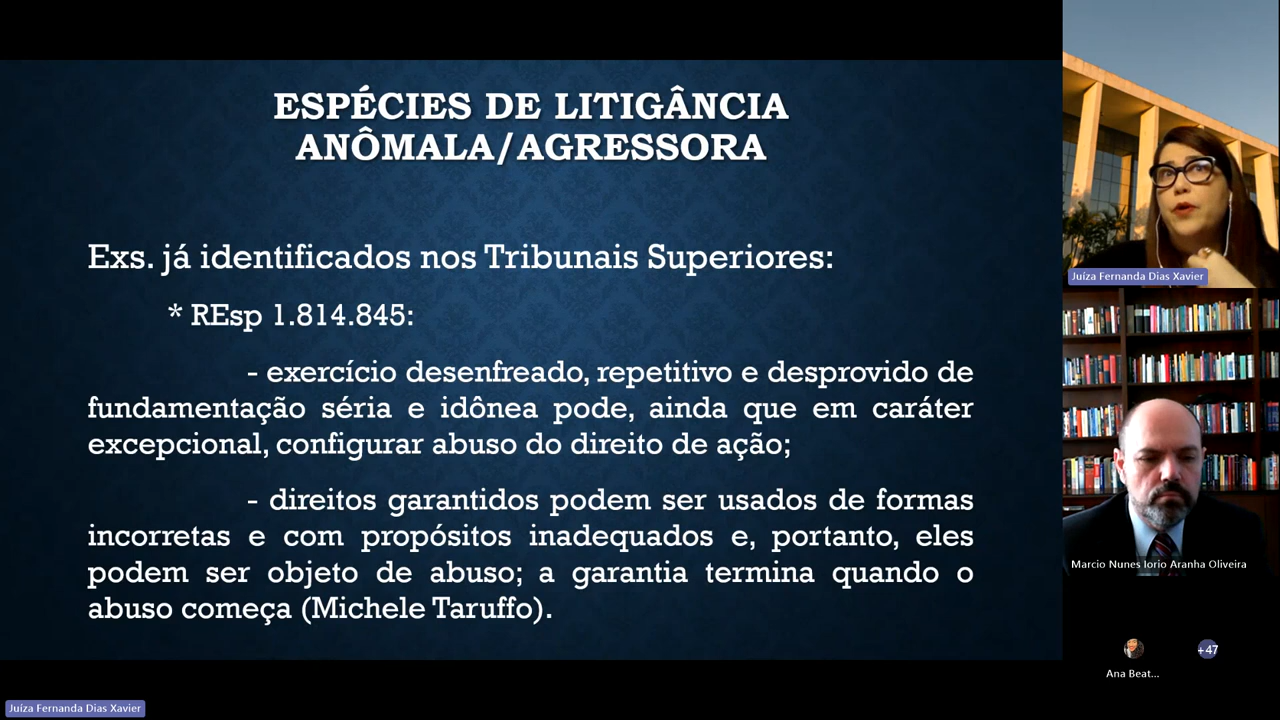 ESPÉCIES DE LITIGÂNCIA
ANÔMALA/AGRESSORA
Exs. já identificados nos Tribunais Superiores:
* REsp 1.814.845:
- exercício desenfreado, repetitivo e desprovido de
fundamentação séria e idônea pode, ainda que em caráter
excepcional, configurar abuso do direito de ação;
- direitos garantidos podem ser usados de formas
incorretas e com propósitos inadequados e, portanto, eles
podem ser objeto de abuso; a garantia termina quando o
abuso começa (Michele Taruffo).
Juíza Fernanda Dias Xavier
Marcio Nunes Iorio Aranha Oliveira
+47
Ana Beat...
Juíza Fernanda Dias Xavier